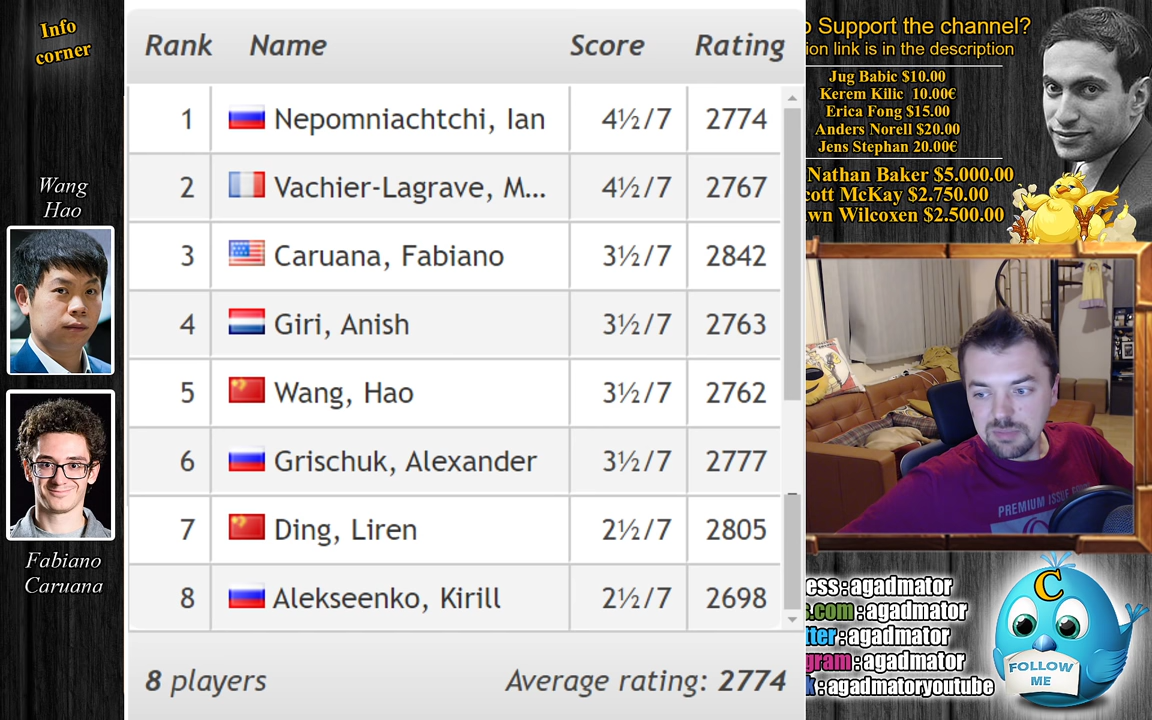 Info
corner
Wang
Hao
Fabiano
Caruana
Rank Name Score Rating
1 Nepomniachtchi, Ian 4½/7 2774
2 Vachier-Lagrave, M... 4½/7 2767
3 Caruana, Fabiano 3½/7 2842
4 Giri, Anish 3½/7 2763
5 Wang, Hao 3½/7 2762
6 Grischuk, Alexander 3½/7 2777
7 Ding, Liren 2½/7 2805
8 Alekseenko, Kirill 2½/7 2698
8 players Average rating: 2774
Support the channel?
link is in the description
Jug Babic $10.00
Kerem Kilic 10.00€
Erica Fong $15.00
Anders Norell $20.00
Jens Stephan 20.00€
Nathan Baker $5.000.00
McKay $2.750.00
Wilcoxen $2.500.00
PREMIUM ISSUE
: agadmator
.com : agadmator
: agadmator
: agadmator
: agadmatoryoutube
C
FOLLOW
ME